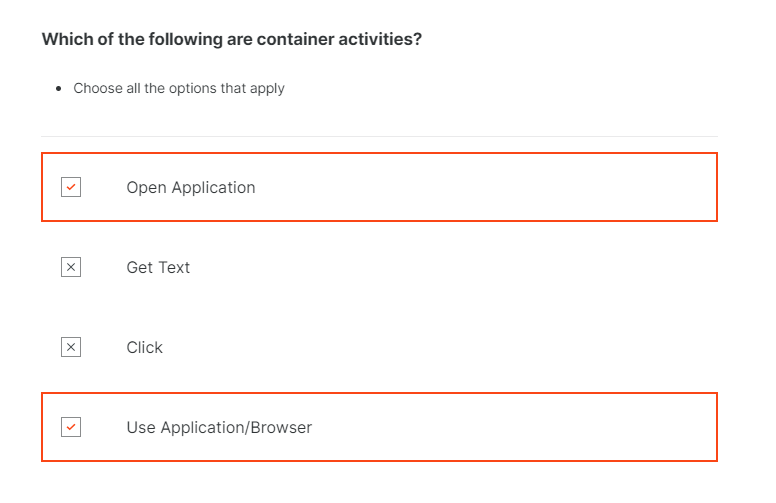 Which of the following are container activities?
Choose all the options that apply
Open Application
Get Text
Click
Use Application/Browser